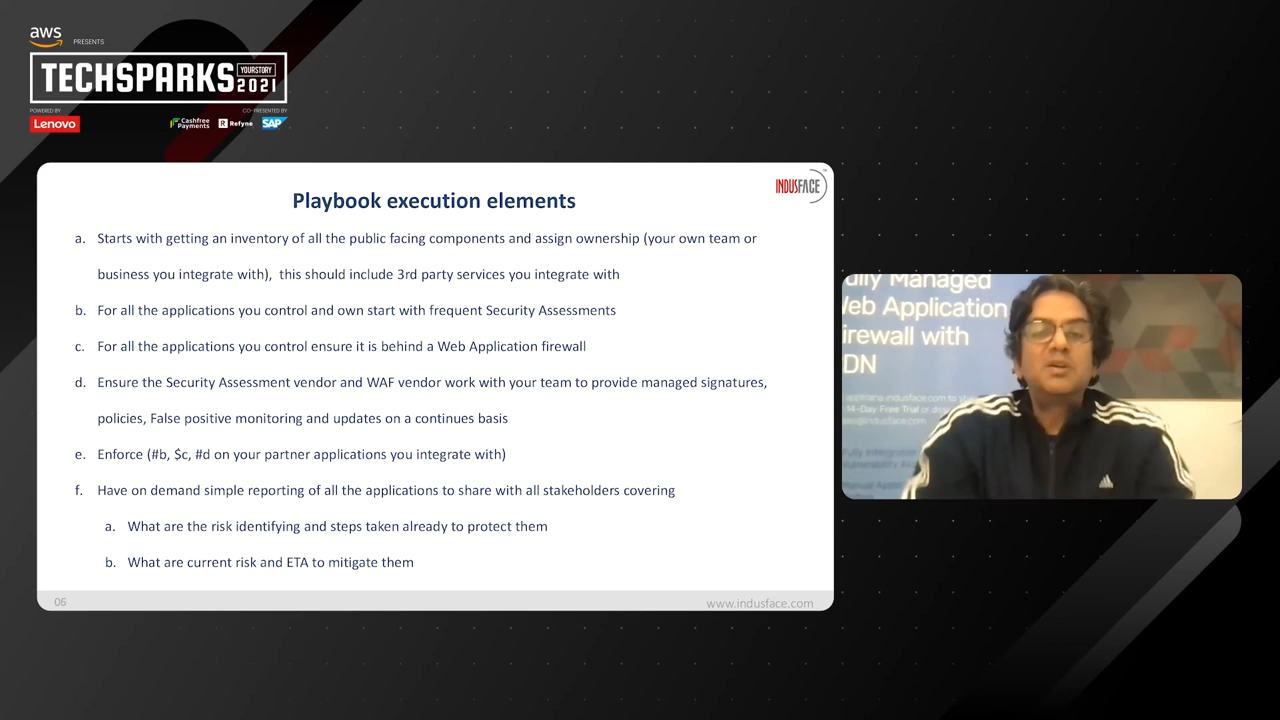 aws
PRESENTS
TECHSPARKS
YOURSTORY
2021
POWERED BY
CO-PRESENTED BY
Lenovo
Cashfree
Payments
Refyne
SAP
INDUSFACE
Playbook execution elements
a. Starts with getting an inventory of all the public facing components and assign ownership (your own team or
business you integrate with), this should include 3rd party services you integrate with
b. For all the applications you control and own start with frequent Security Assessments
c. For all the applications you control ensure it is behind a Web Application firewall
d. Ensure the Security Assessment vendor and WAF vendor work with your team to provide managed signatures,
policies, False positive monitoring and updates on a continues basis
e. Enforce (#b, $c, #d on your partner applications you integrate with)
f. Have on demand simple reporting of all the applications to share with all stakeholders covering
a. What are the risk identifying and steps taken already to protect them
b. What are current risk and ETA to mitigate them
06
www.indusface.com
ully Managed
Web Application
irewall with
DN
14-Day Free Trial or
Fully